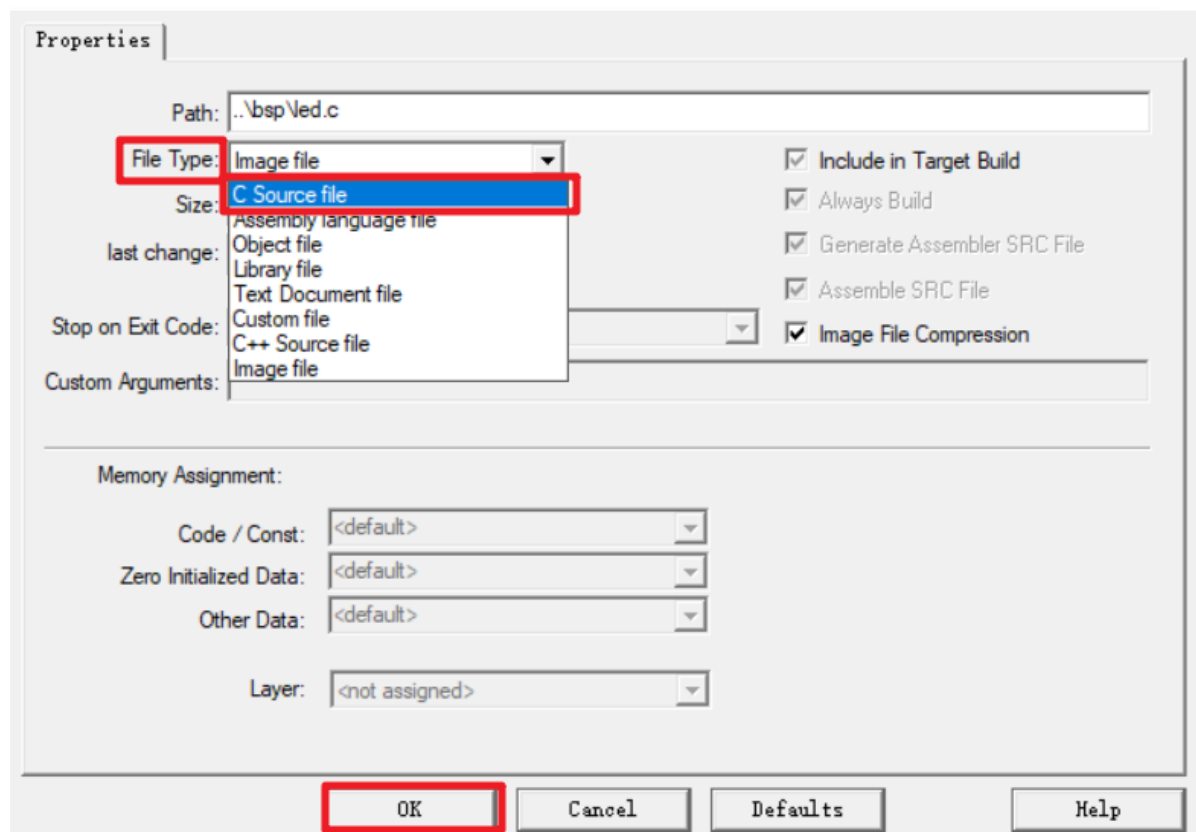 Properties
Path: ..\bsp\led.c
File Type: Image file
Include in Target Build
C Source file
Size:
Always Build
Assembly language file
Object file
Generate Assembler SRC File
last change:
Library file
Text Document file
Assemble SRC File
Custom file
Stop on Exit Code:
Image File Compression
C++ Source file
Image file
Custom Arguments:
Memory Assignment:
Code / Const: <default>
Zero Initialized Data: <default>
Other Data: <default>
Layer: <not assigned>
OK Cancel Defaults Help